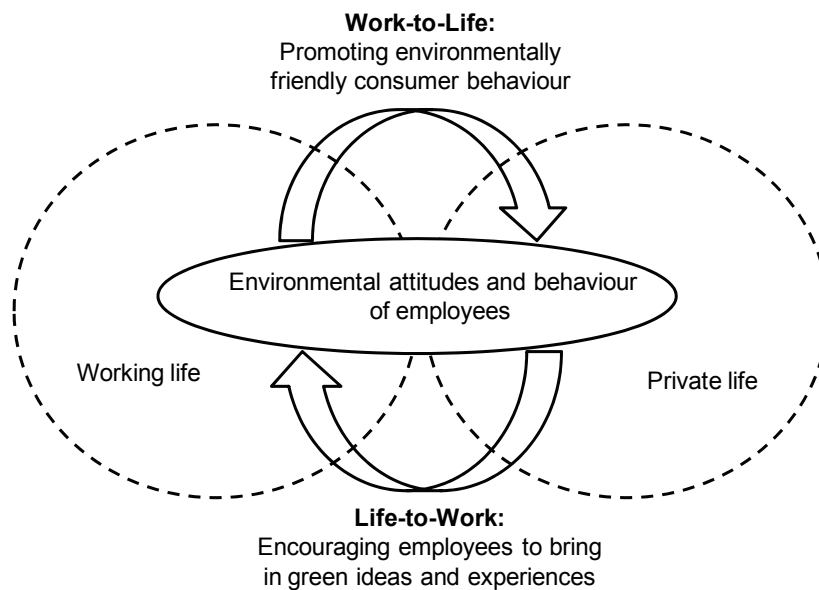 Work-to-Life:
Promoting environmentally
friendly consumer behaviour
Environmental attitudes and behaviour
of employees
Working life
Private life
Life-to-Work:
Encouraging employees to bring
in green ideas and experiences